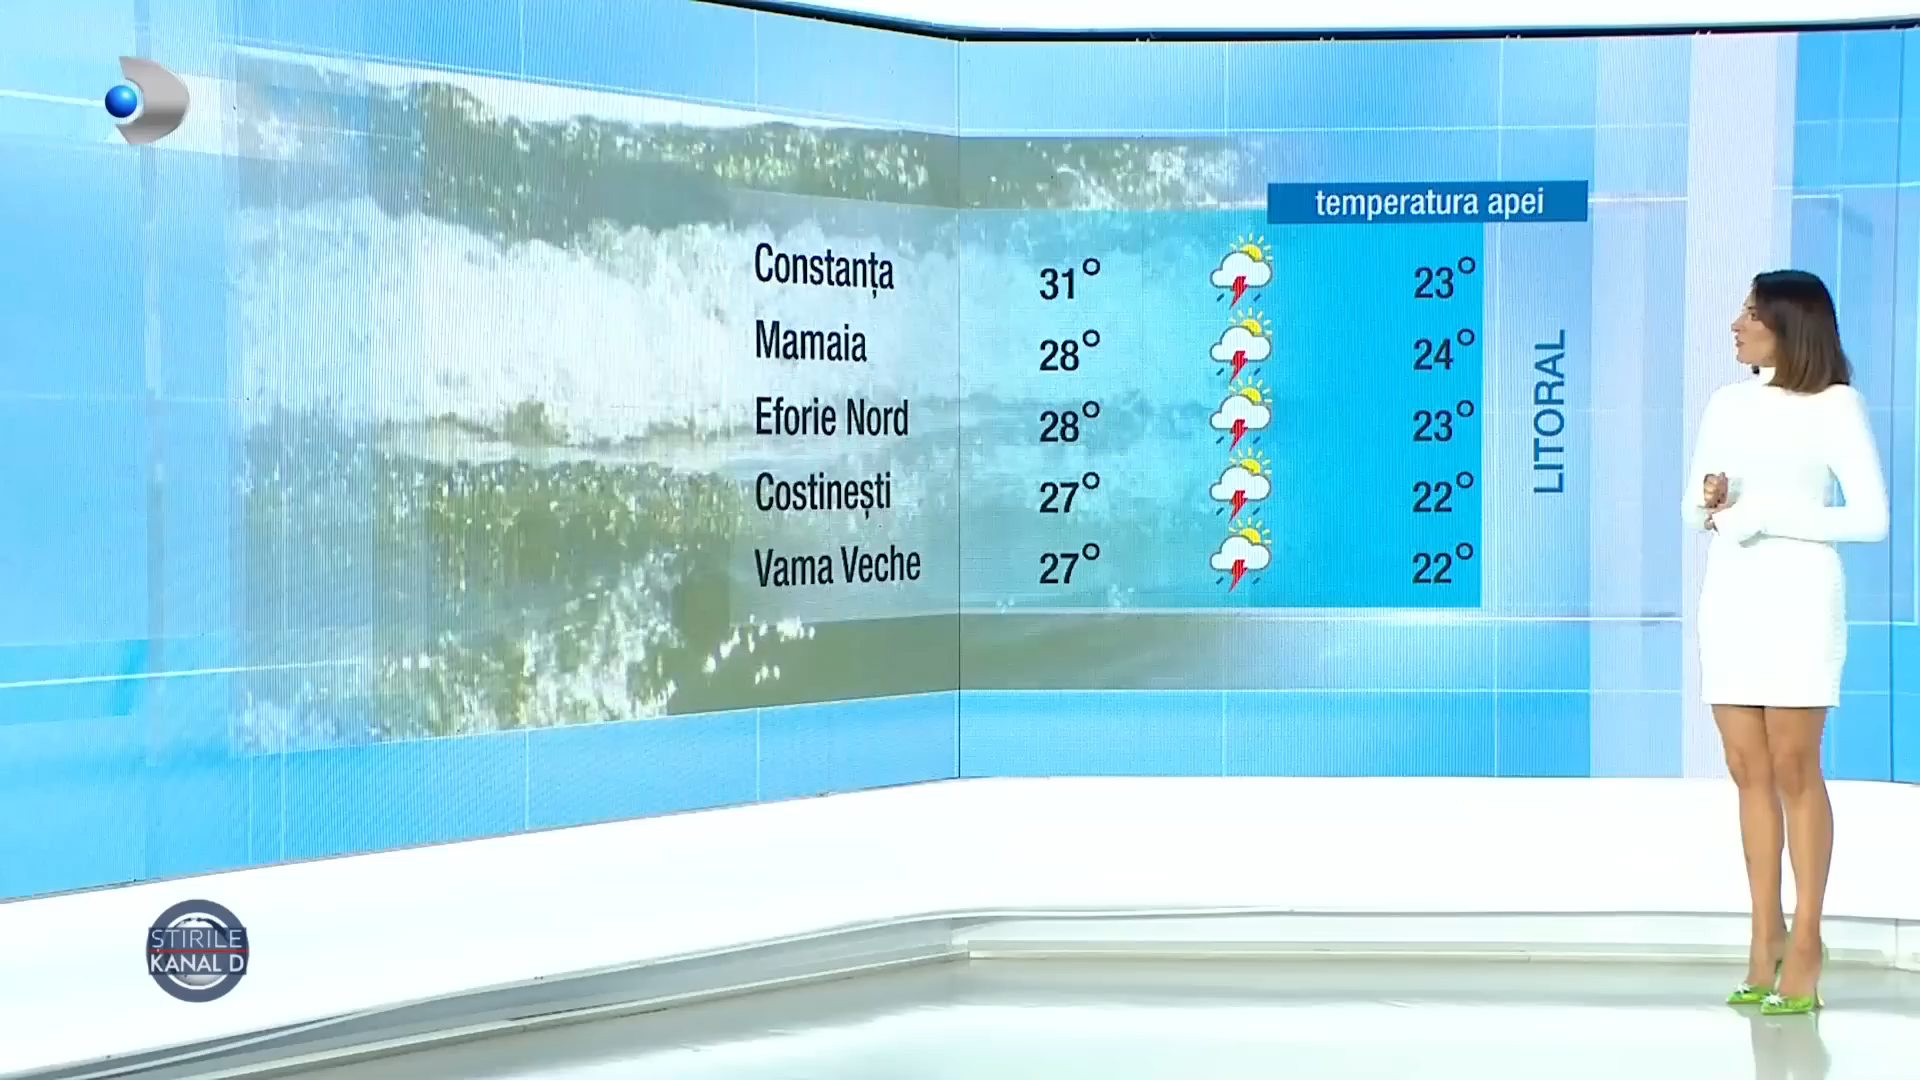 temperatura apei
Constanța 31° 23°
Mamaia 28° 24°
Eforie Nord 28° 23°
Costinești 27° 22°
Vama Veche 27° 22°
LITORAL
ȘTIRILE
KANAL D